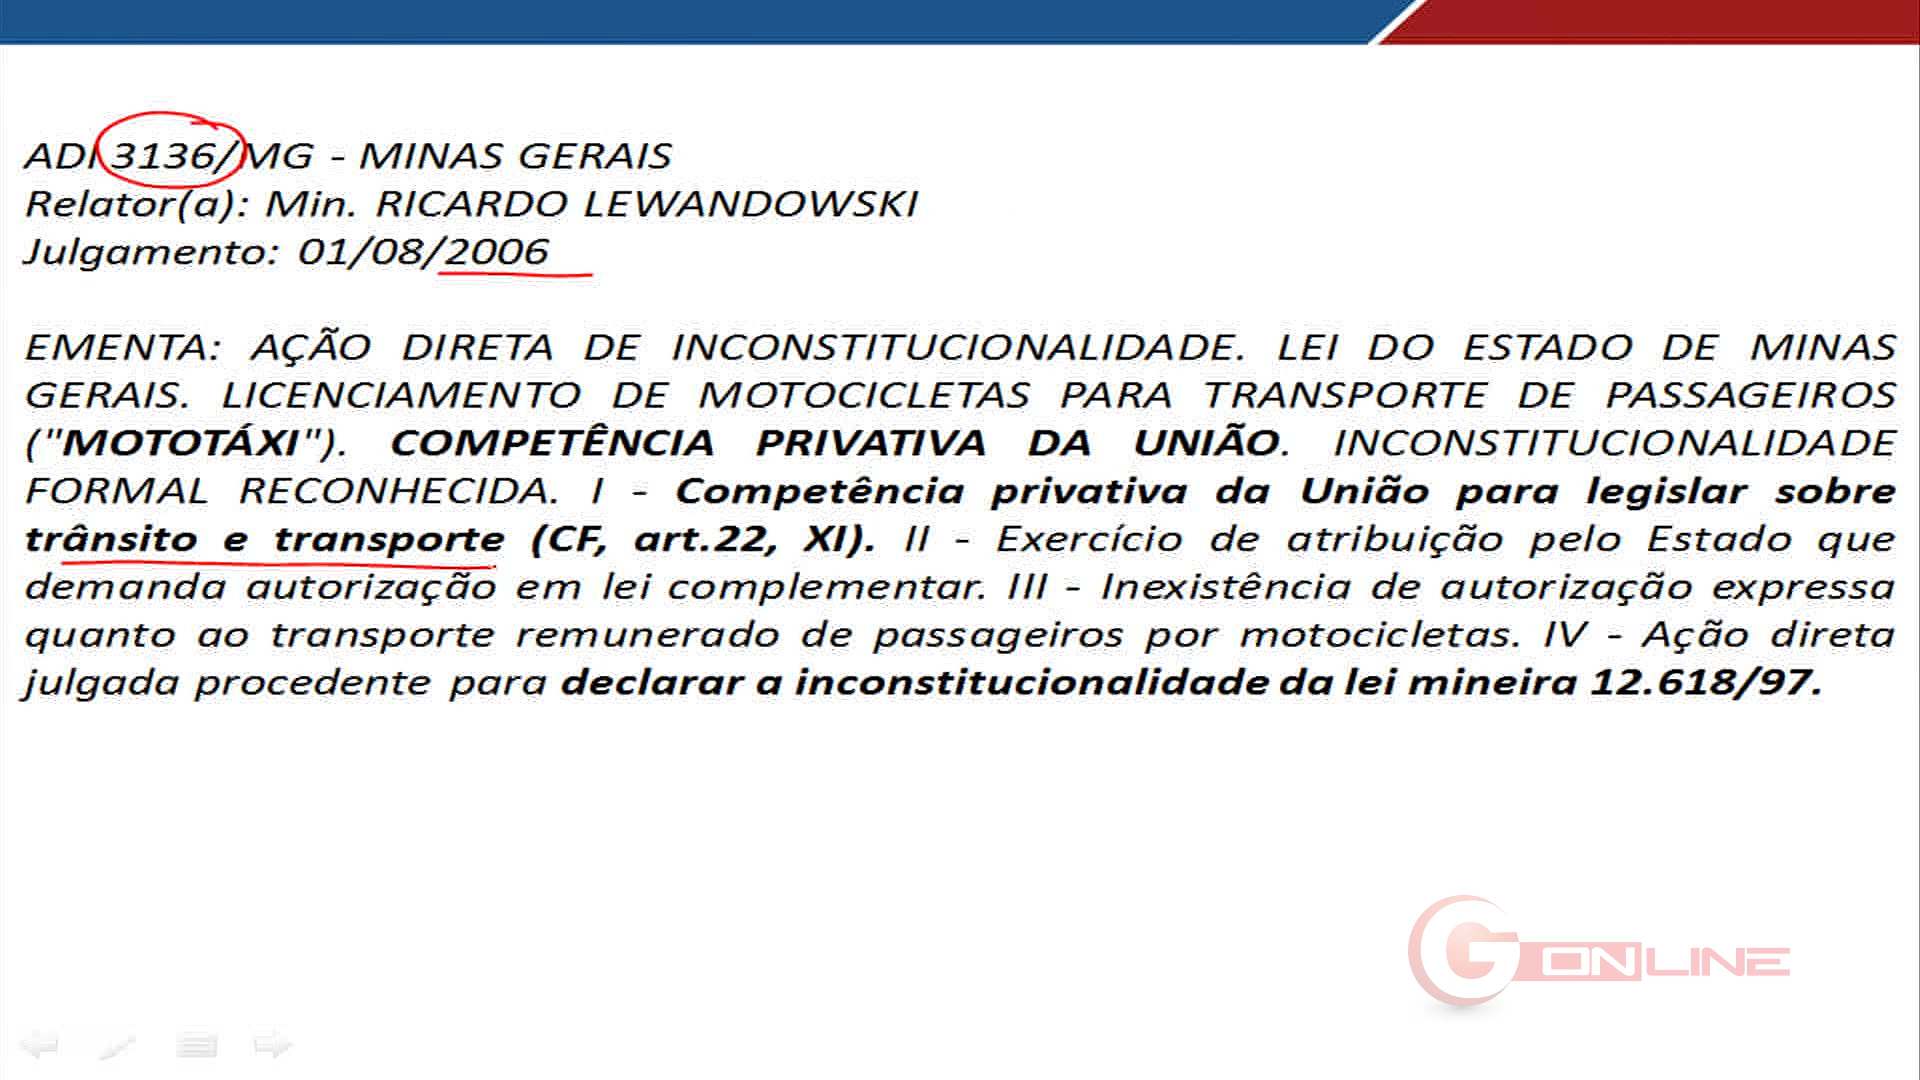 ADI 3136/MG - MINAS GERAIS
Relator(a): Min. RICARDO LEWANDOWSKI
Julgamento: 01/08/2006
EMENTA: AÇÃO DIRETA DE INCONSTITUCIONALIDADE. LEI DO ESTADO DE MINAS
GERAIS. LICENCIAMENTO DE MOTOCICLETAS PARA TRANSPORTE DE PASSAGEIROS
("MOTOTÁXI"). COMPETÊNCIA PRIVATIVA DA UNIÃO. INCONSTITUCIONALIDADE
FORMAL RECONHECIDA. I - Competência privativa da União para legislar sobre
trânsito e transporte (CF, art.22, XI). II - Exercício de atribuição pelo Estado que
demanda autorização em lei complementar. III - Inexistência de autorização expressa
quanto ao transporte remunerado de passageiros por motocicletas. IV - Ação direta
julgada procedente para declarar a inconstitucionalidade da lei mineira 12.618/97.
G ONLINE